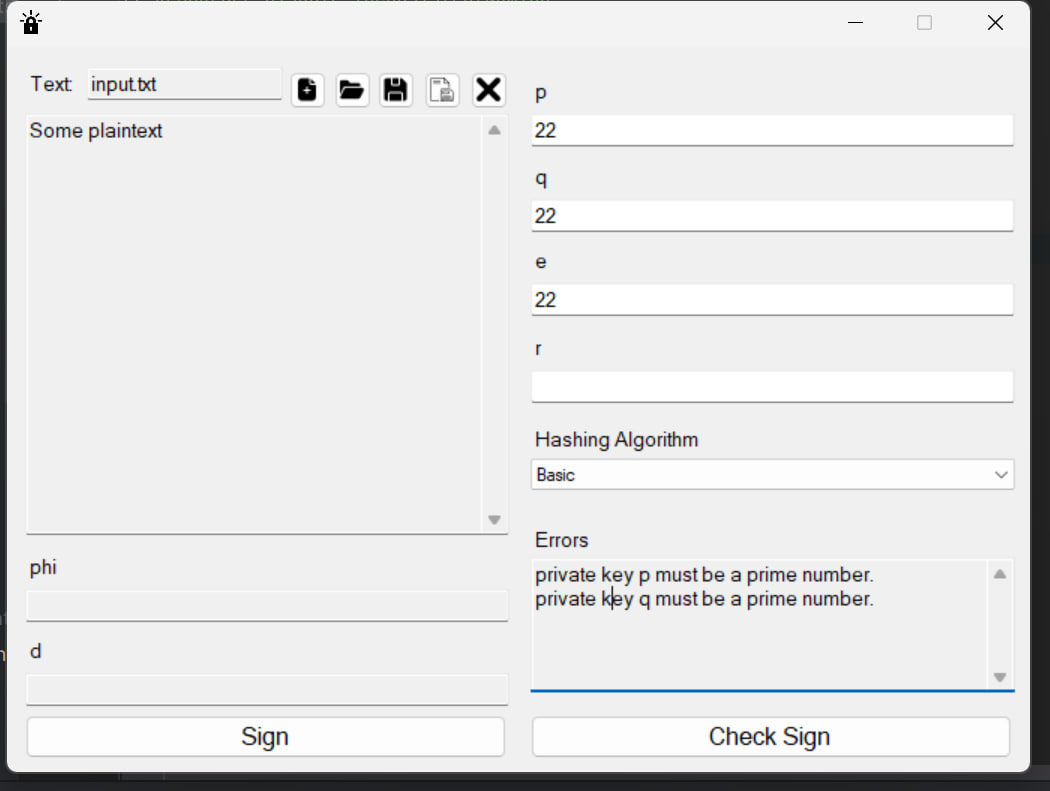 Text: input.txt
Some plaintext
phi
d
Sign
p
22
q
22
e
22
r
Hashing Algorithm
Basic
Errors
private key p must be a prime number.
private key q must be a prime number.
Check Sign